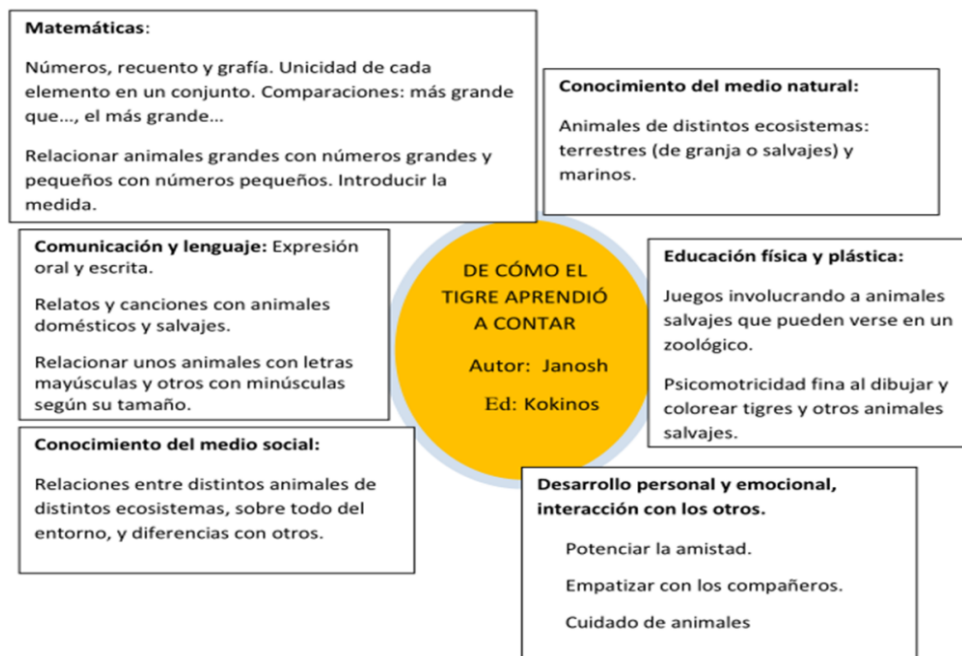 Matemáticas:
Números, recuento y grafía. Unicidad de cada
elemento en un conjunto. Comparaciones: más grande
que..., el más grande...
Relacionar animales grandes con números grandes y
pequeños con números pequeños. Introducir la
medida.
Conocimiento del medio natural:
Animales de distintos ecosistemas:
terrestres (de granja o salvajes) y
marinos.
Comunicación y lenguaje: Expresión
oral y escrita.
Relatos y canciones con animales
domésticos y salvajes.
Relacionar unos animales con letras
mayúsculas y otros con minúsculas
según su tamaño.
DE CÓMO EL
TIGRE APRENDIÓ
A CONTAR
Autor: Janosh
Ed: Kokinos
Educación física y plástica:
Juegos involucrando a animales
salvajes que pueden verse en un
zoológico.
Psicomotricidad fina al dibujar y
colorear tigres y otros animales
salvajes.
Conocimiento del medio social:
Relaciones entre distintos animales de
distintos ecosistemas, sobre todo del
entorno, y diferencias con otros.
Desarrollo personal y emocional,
interacción con los otros.
Potenciar la amistad.
Empatizar con los compañeros.
Cuidado de animales